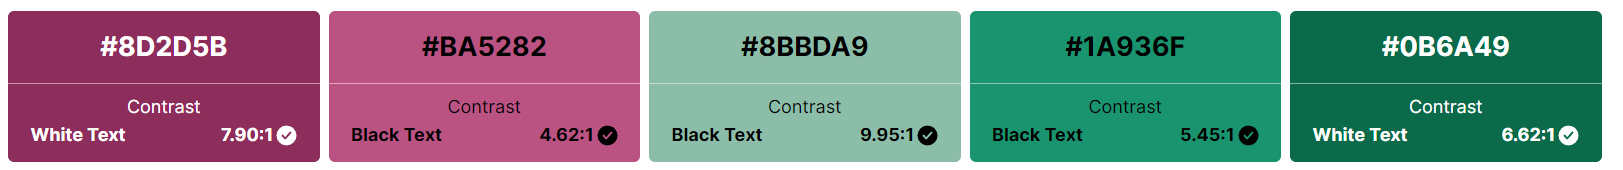 #8D2D5B
Contrast
White Text 7.90:1
#BA5282
Contrast
Black Text 4.62:1
#8BBDA9
Contrast
Black Text 9.95:1
#1A936F
Contrast
Black Text 5.45:1
#0B6A49
Contrast
White Text 6.62:1